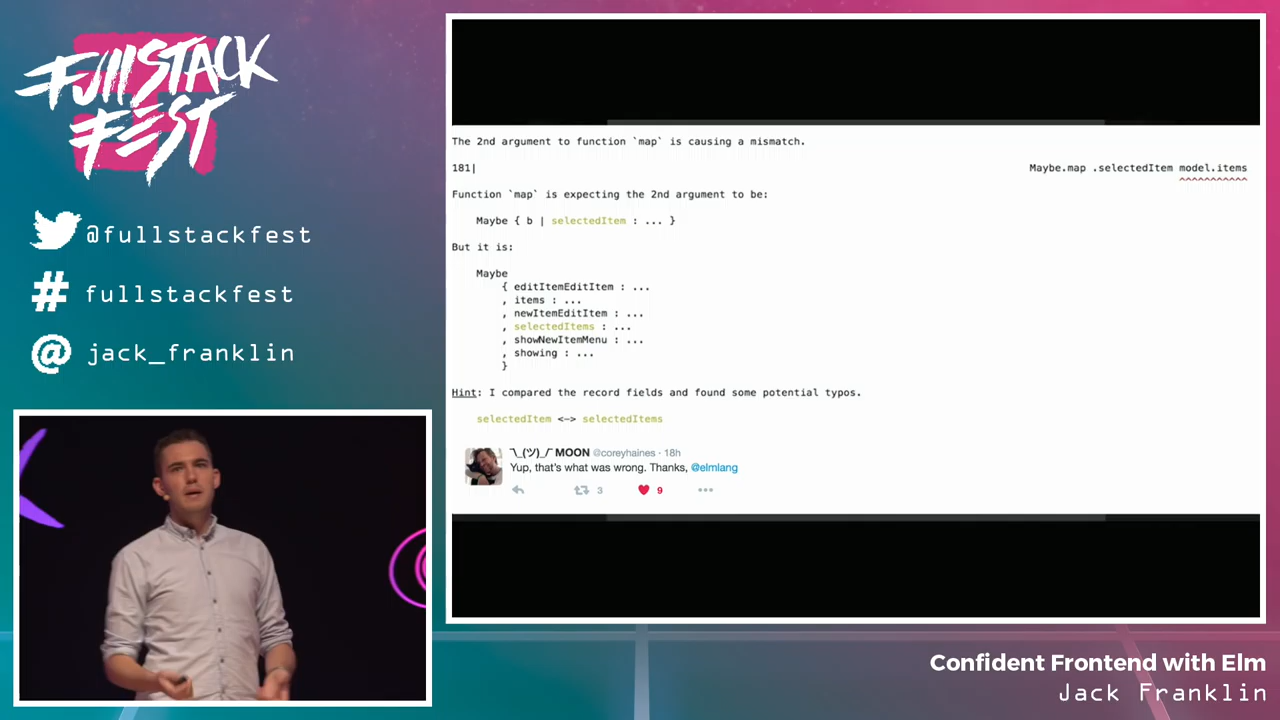 FullSTACK
FEST
@fullstackfest
# fullstackfest
@ jack_franklin
The 2nd argument to function `map` is causing a mismatch.
181| Maybe.map .selectedItem model.items
^^^^^^^^^^^
Function `map` is expecting the 2nd argument to be:
Maybe { b | selectedItem : ... }
But it is:
Maybe
{ editItemEditItem : ...
, items : ...
, newItemEditItem : ...
, selectedItems : ...
, showNewItemMenu : ...
, showing : ...
}
Hint: I compared the record fields and found some potential typos.
selectedItem <-> selectedItems
¯\_(ツ)_/¯ MOON @coreyhaines · 18h
Yup, that's what was wrong. Thanks, @elmlang
3 9 •••
Confident Frontend with Elm
Jack Franklin